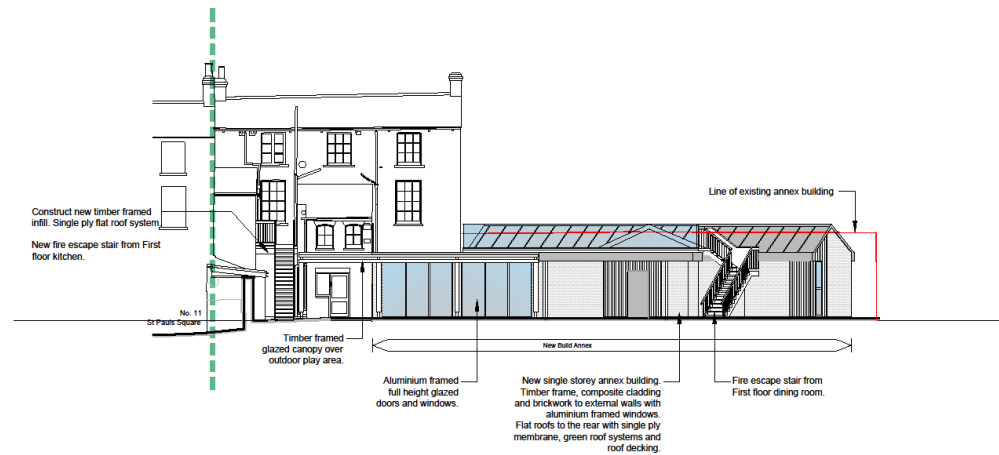 Line of existing annex building
Construct new timber framed
infill. Single ply flat roof system
New fire escape stair from First
floor kitchen.
No. 11
St Pauls Square
Timber framed
glazed canopy over
outdoor play area.
New Build Annex
Aluminium framed
full height glazed
doors and windows.
New single storey annex building.
Timber frame, composite cladding
and brickwork to external walls with
aluminium framed windows.
Flat roofs to the rear with single ply
membrane, green roof systems and
roof decking.
Fire escape stair from
First floor dining room.